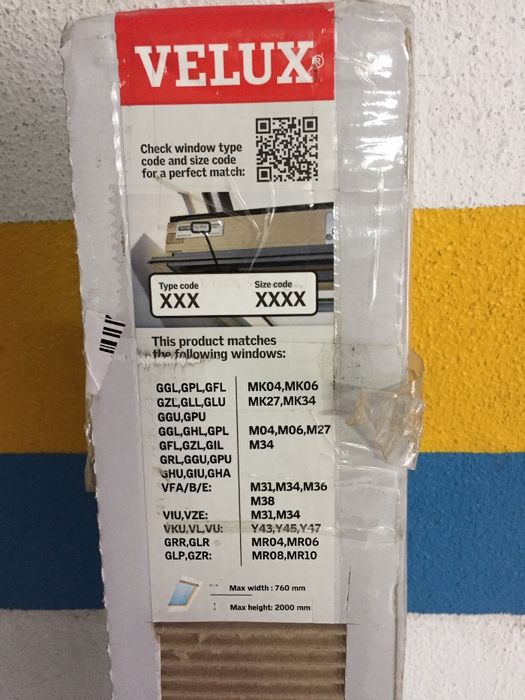 VELUX®
Check window type
code and size code
for a perfect match:
Type code
XXX
Size code
XXXX
This product matches
the following windows:
GGL,GPL,GFL MK04,MK06
GZL,GLL,GLU MK27,MK34
GGU,GPU
GGL,GHL,GPL M04,M06,M27
GFL,GZL,GIL M34
GRL,GGU,GPU
GHU,GIU,GHA
VFA/B/E: M31,M34,M36
M38
VIU,VZE: M31,M34
VKU,VL,VU: Y43,Y45,Y47
GRR,GLR MR04,MR06
GLP,GZR: MR08,MR10
Max width : 760 mm
Max height: 2000 mm